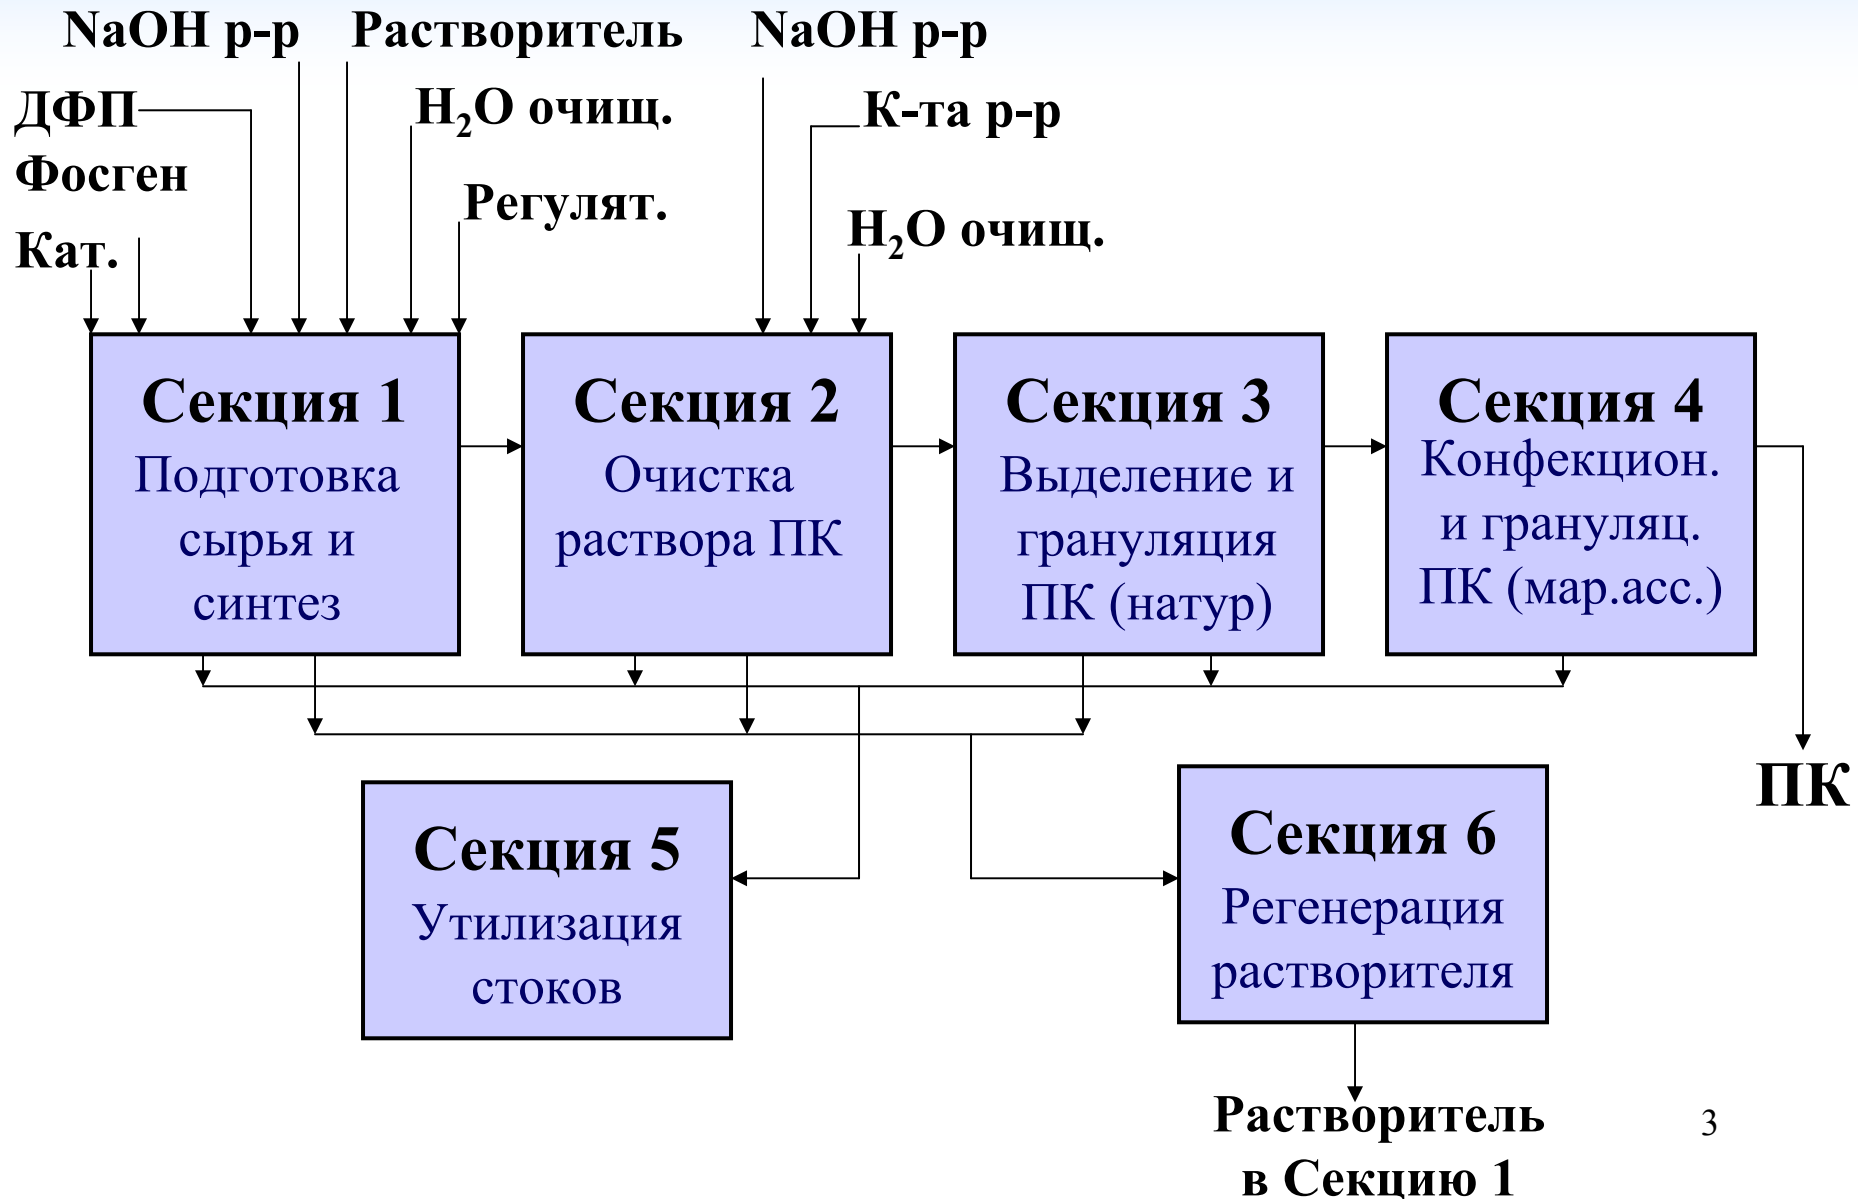 NaOH р-р
Растворитель
NaOH р-р
ДФП
H₂O очищ.
К-та р-р
Фосген
Регулят.
Кат.
H₂O очищ.
Секция 1
Подготовка
сырья и
синтез
Секция 2
Очистка
раствора ПК
Секция 3
Выделение и
грануляция
ПК (натур)
Секция 4
Конфекцион.
и грануляц.
ПК (мар.асс.)
ПК
Секция 5
Утилизация
стоков
Секция 6
Регенерация
растворителя
Растворитель
в Секцию 1
3